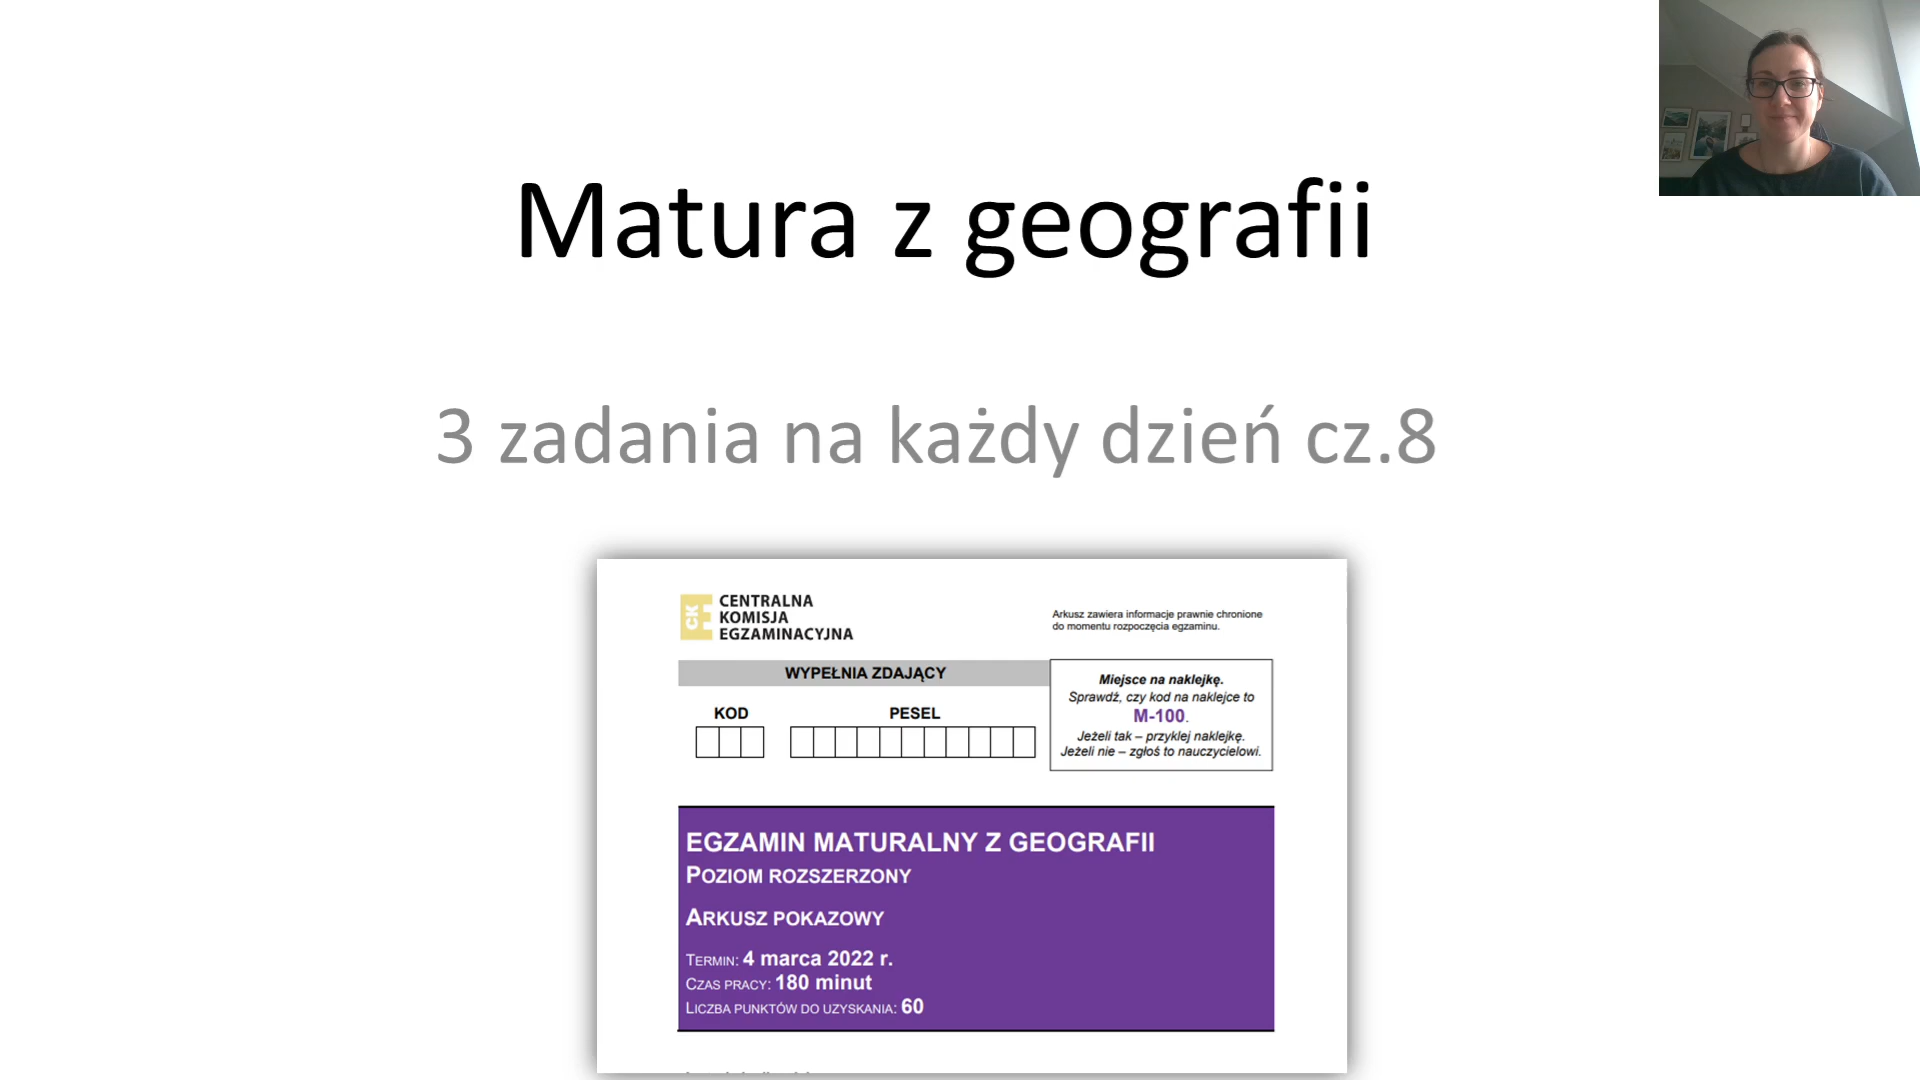 Matura z geografii
3 zadania na każdy dzień cz.8
CENTRALNA
KOMISJA
EGZAMINACYJNA
Arkusz zawiera informacje prawnie chronione
do momentu rozpoczęcia egzaminu.
WYPEŁNIA ZDAJĄCY
KOD PESEL
Miejsce na naklejkę.
Sprawdź, czy kod na naklejce to
M-100.
Jeżeli tak – przyklej naklejkę.
Jeżeli nie – zgłoś to nauczycielowi.
EGZAMIN MATURALNY Z GEOGRAFII
POZIOM ROZSZERZONY
ARKUSZ POKAZOWY
TERMIN: 4 marca 2022 r.
CZAS PRACY: 180 minut
LICZBA PUNKTÓW DO UZYSKANIA: 60